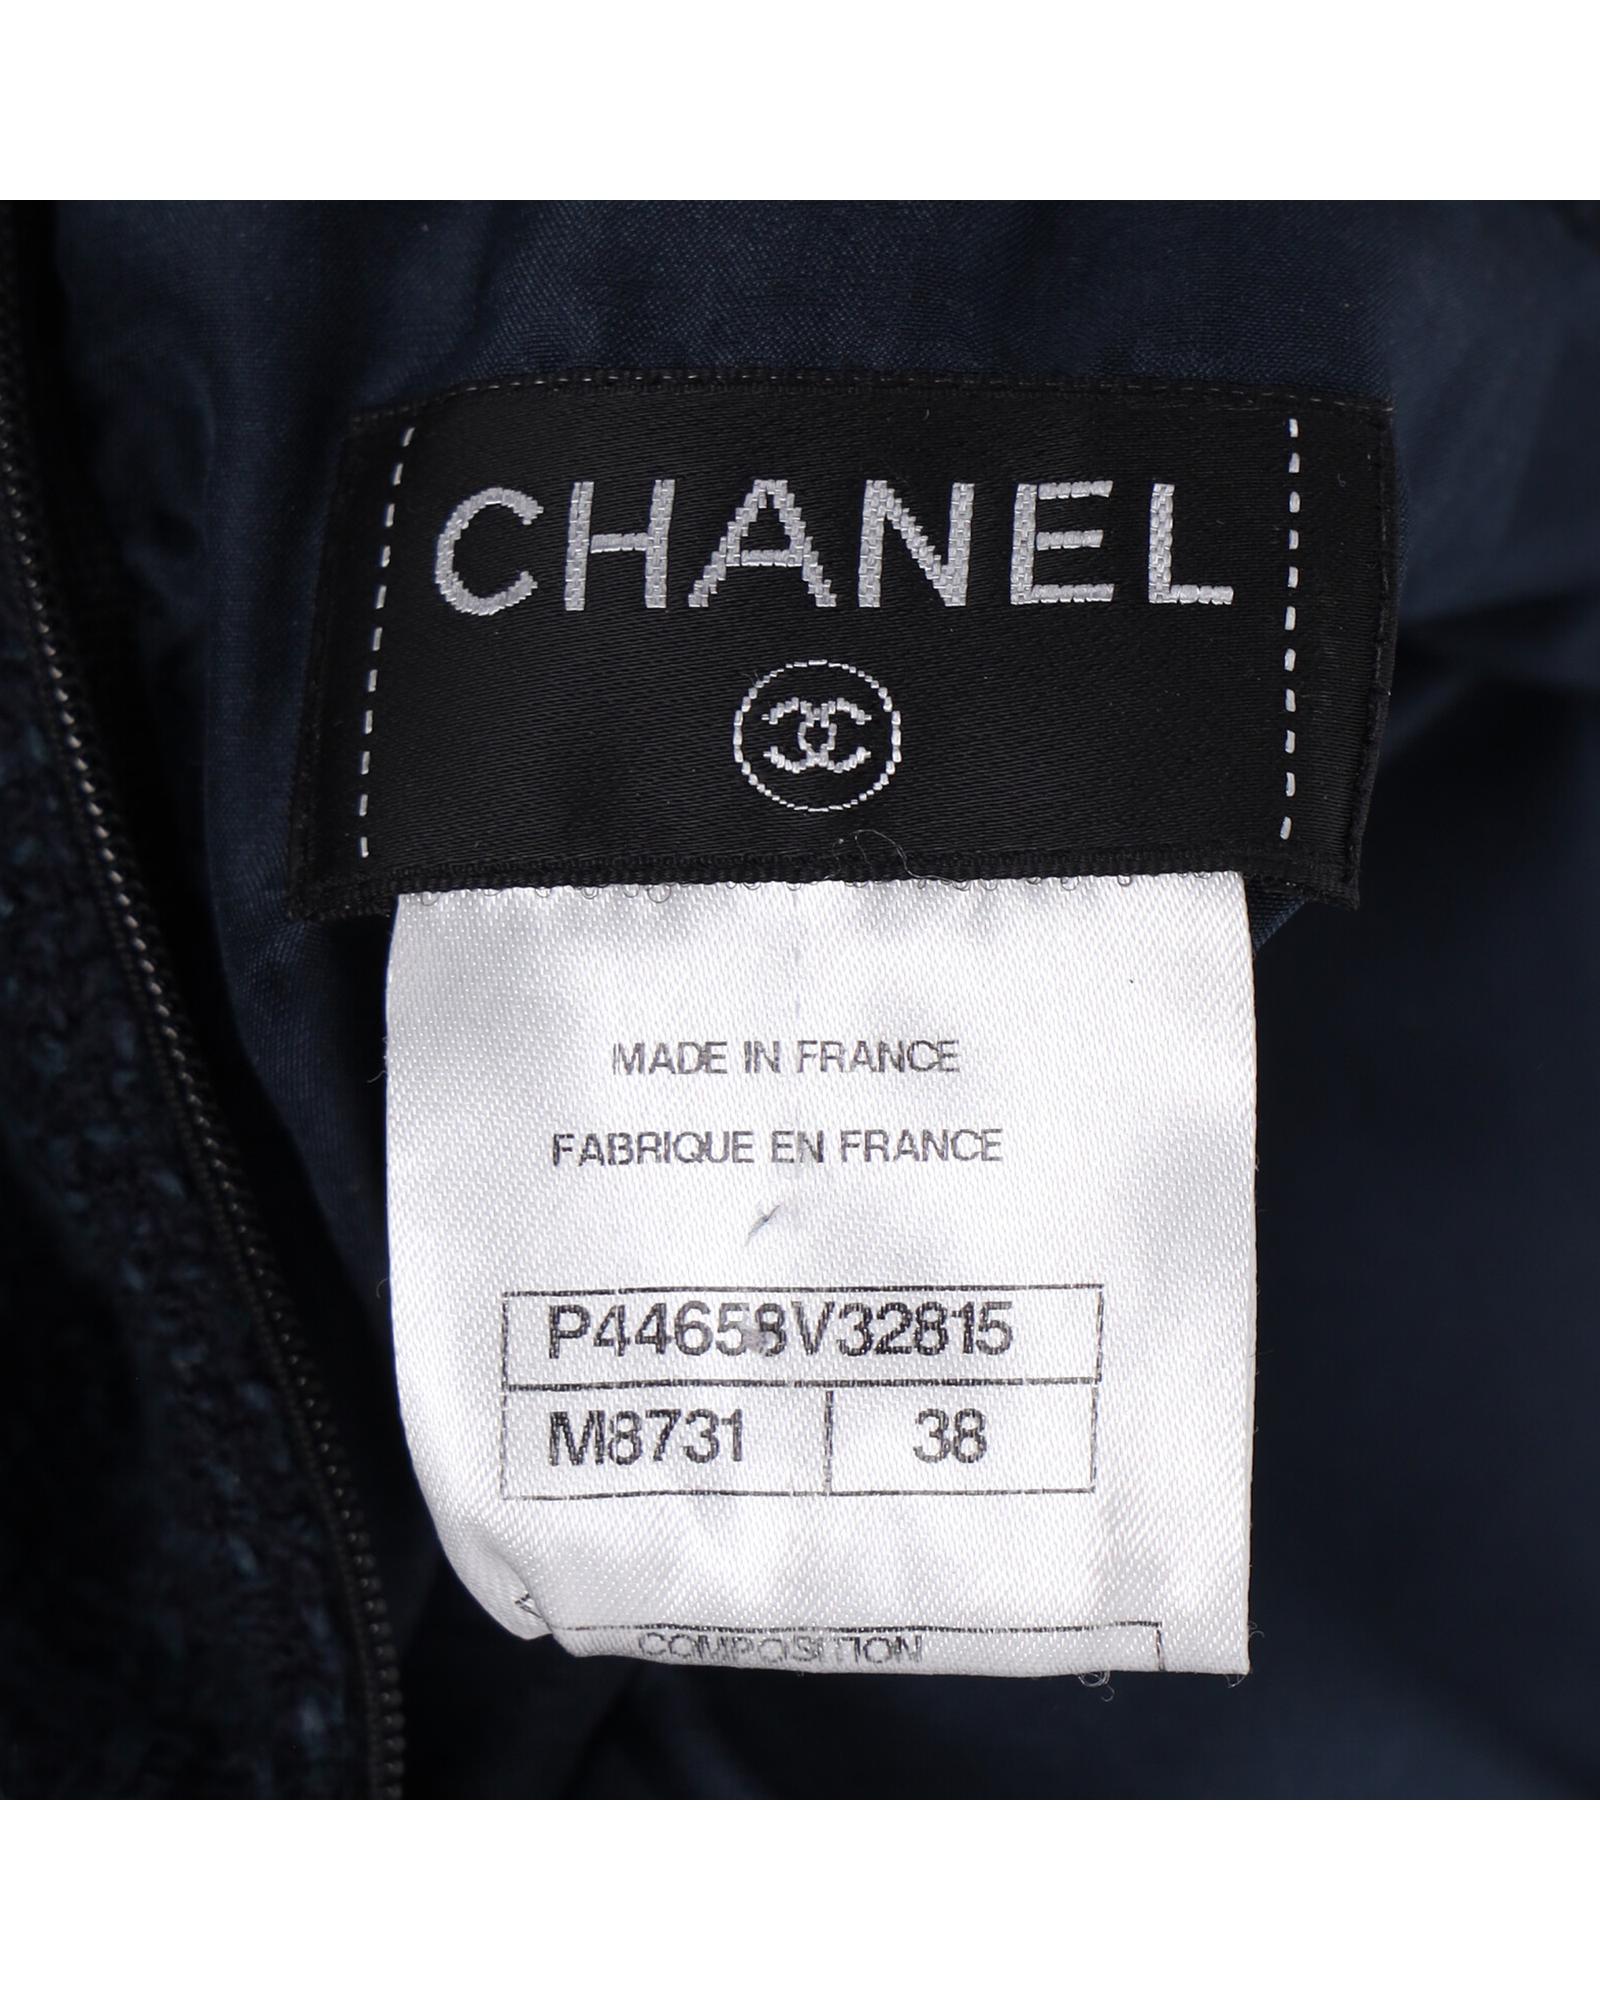 CHANEL
MADE IN FRANCE
FABRIQUE EN FRANCE
P44658V32815
M8731 38
COMPOSITION